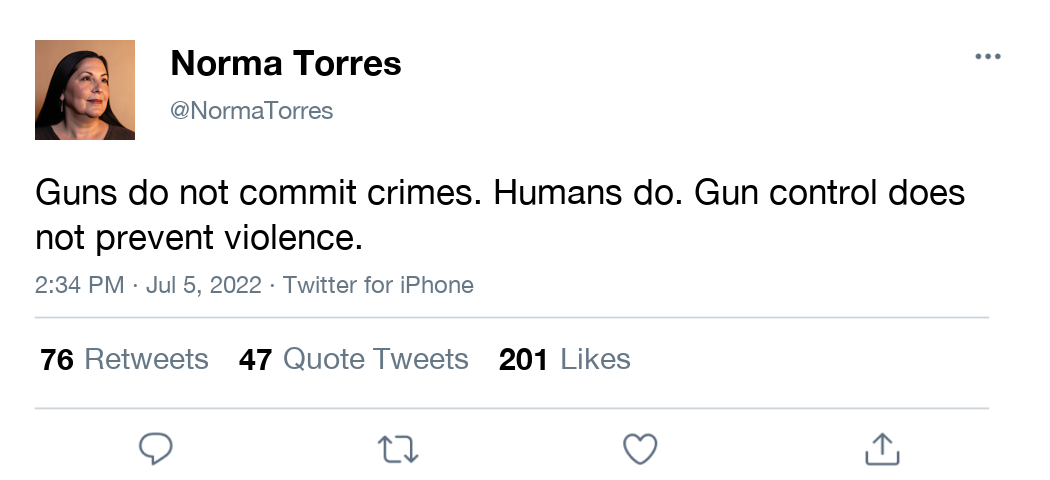 Norma Torres
@NormaTorres
Guns do not commit crimes. Humans do. Gun control does
not prevent violence.
2:34 PM · Jul 5, 2022 · Twitter for iPhone
76 Retweets 47 Quote Tweets 201 Likes